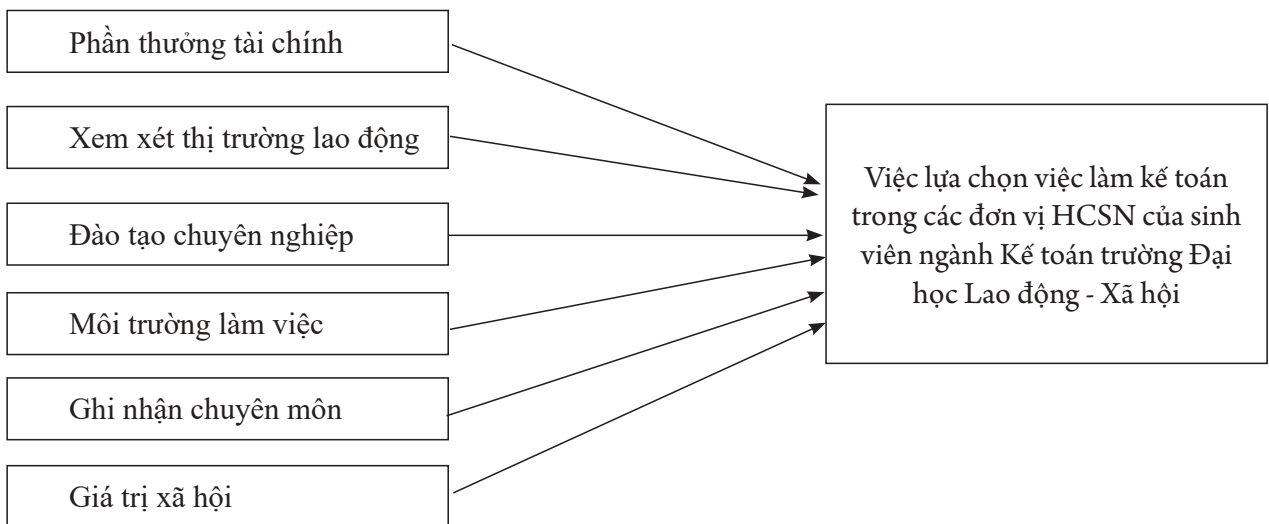 Phần thưởng tài chính
Xem xét thị trường lao động
Đào tạo chuyên nghiệp
Môi trường làm việc
Ghi nhận chuyên môn
Giá trị xã hội
Việc lựa chọn việc làm kế toán
trong các đơn vị HCSN của sinh
viên ngành Kế toán trường Đại
học Lao động - Xã hội